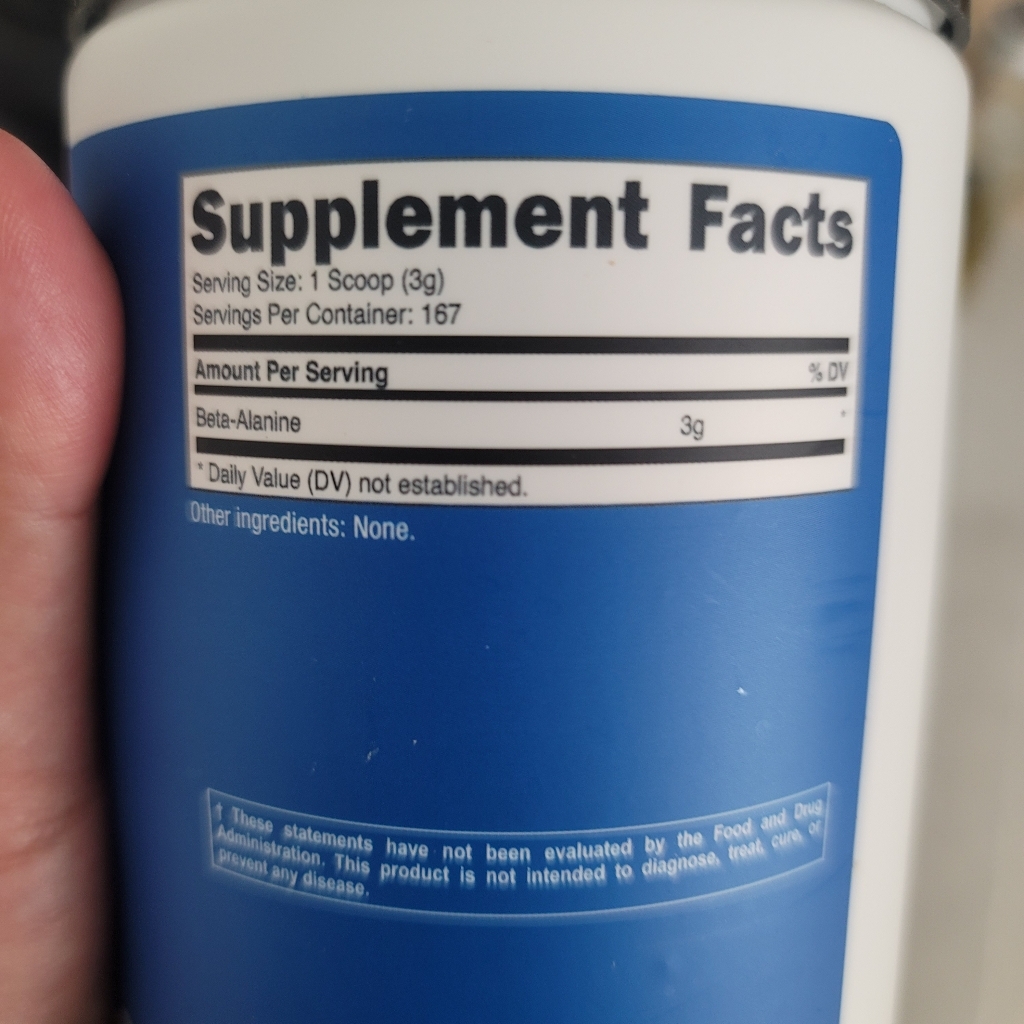 Supplement Facts
Serving Size: 1 Scoop (3g)
Servings Per Container: 167
Amount Per Serving % DV
Beta-Alanine 3g *
* Daily Value (DV) not established.
Other ingredients: None.
† These statements have not been evaluated by the Food and Drug
Administration. This product is not intended to diagnose, treat, cure, or
prevent any disease.